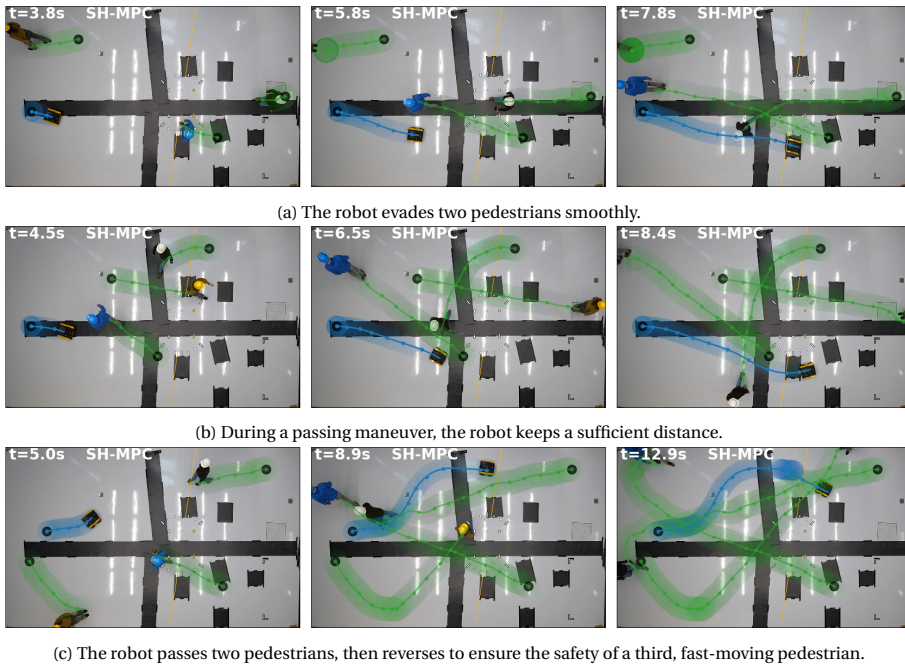 t=3.8s SH-MPC
t=5.8s SH-MPC
t=7.8s SH-MPC
(a) The robot evades two pedestrians smoothly.
t=4.5s SH-MPC
t=6.5s SH-MPC
t=8.4s SH-MPC
(b) During a passing maneuver, the robot keeps a sufficient distance.
t=5.0s SH-MPC
t=8.9s SH-MPC
t=12.9s SH-MPC
(c) The robot passes two pedestrians, then reverses to ensure the safety of a third, fast-moving pedestrian.